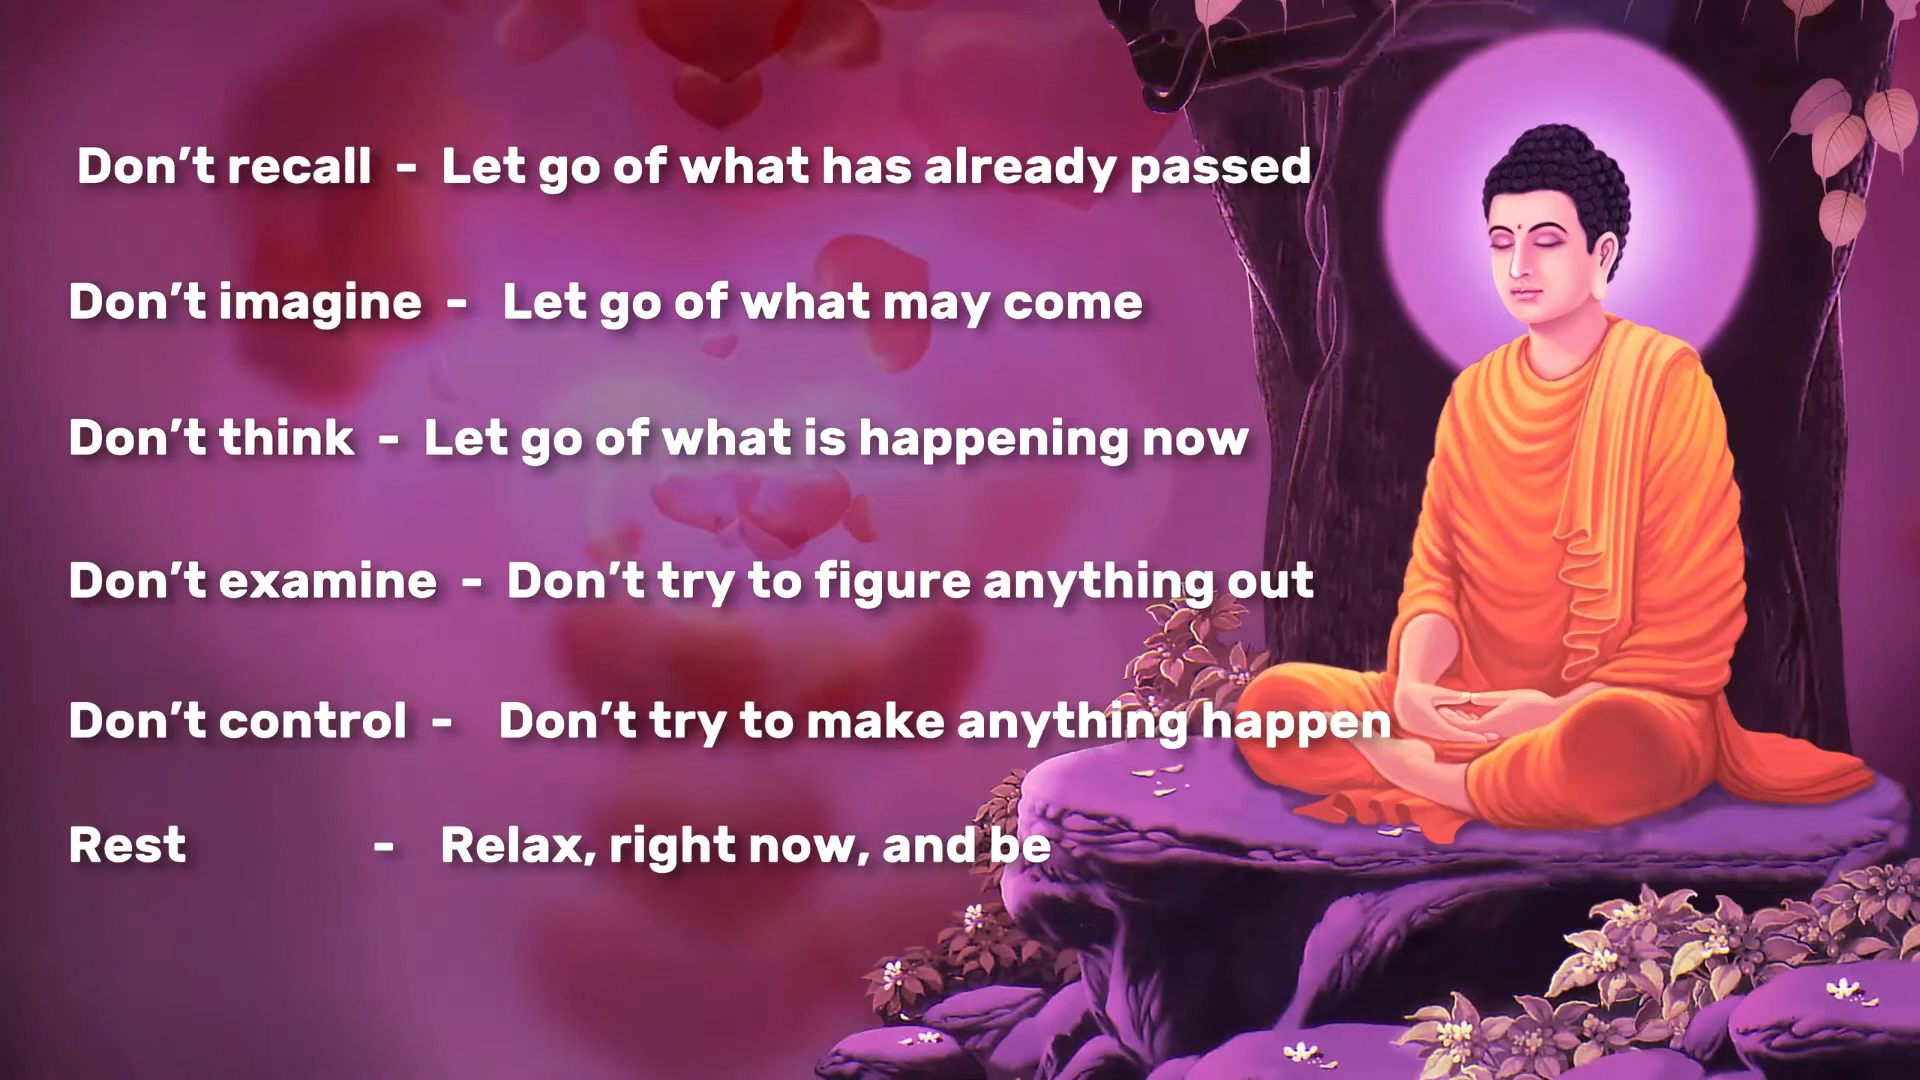 Don’t recall - Let go of what has already passed
Don’t imagine - Let go of what may come
Don’t think - Let go of what is happening now
Don’t examine - Don’t try to figure anything out
Don’t control - Don’t try to make anything happen
Rest - Relax, right now, and be